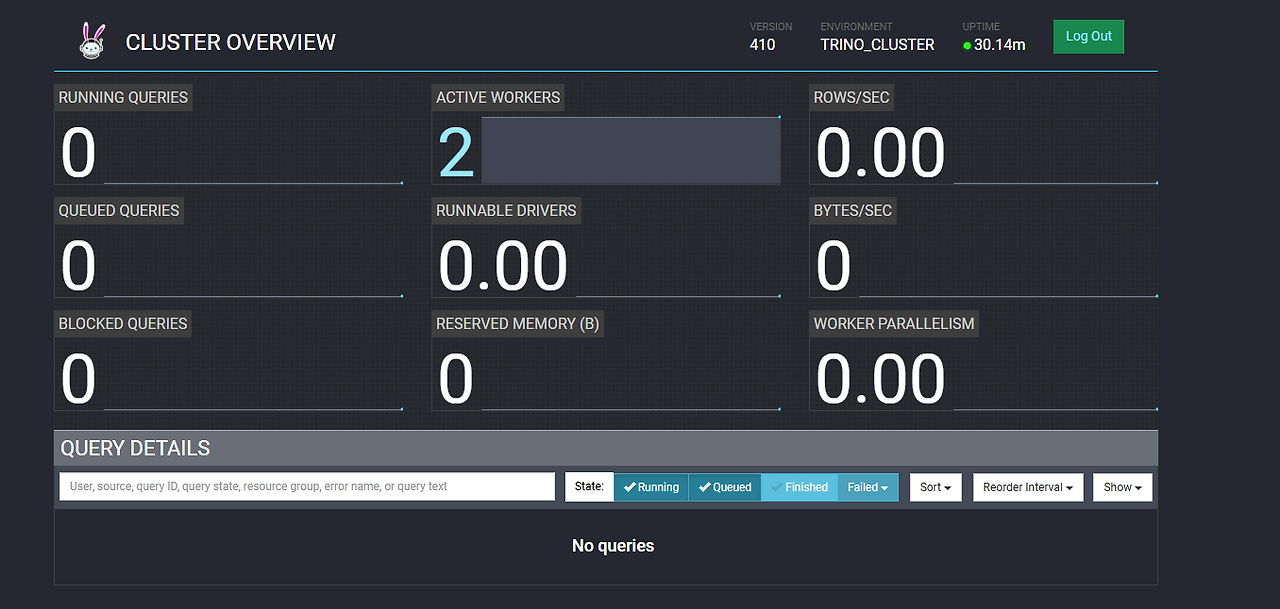 CLUSTER OVERVIEW
VERSION
410
ENVIRONMENT
TRINO_CLUSTER
UPTIME
30.14m
Log Out
RUNNING QUERIES
0
ACTIVE WORKERS
2
ROWS/SEC
0.00
QUEUED QUERIES
0
RUNNABLE DRIVERS
0.00
BYTES/SEC
0
BLOCKED QUERIES
0
RESERVED MEMORY (B)
0
WORKER PARALLELISM
0.00
QUERY DETAILS
User, source, query ID, query state, resource group, error name, or query text
State: Running Queued Finished Failed Sort Reorder Interval Show
No queries